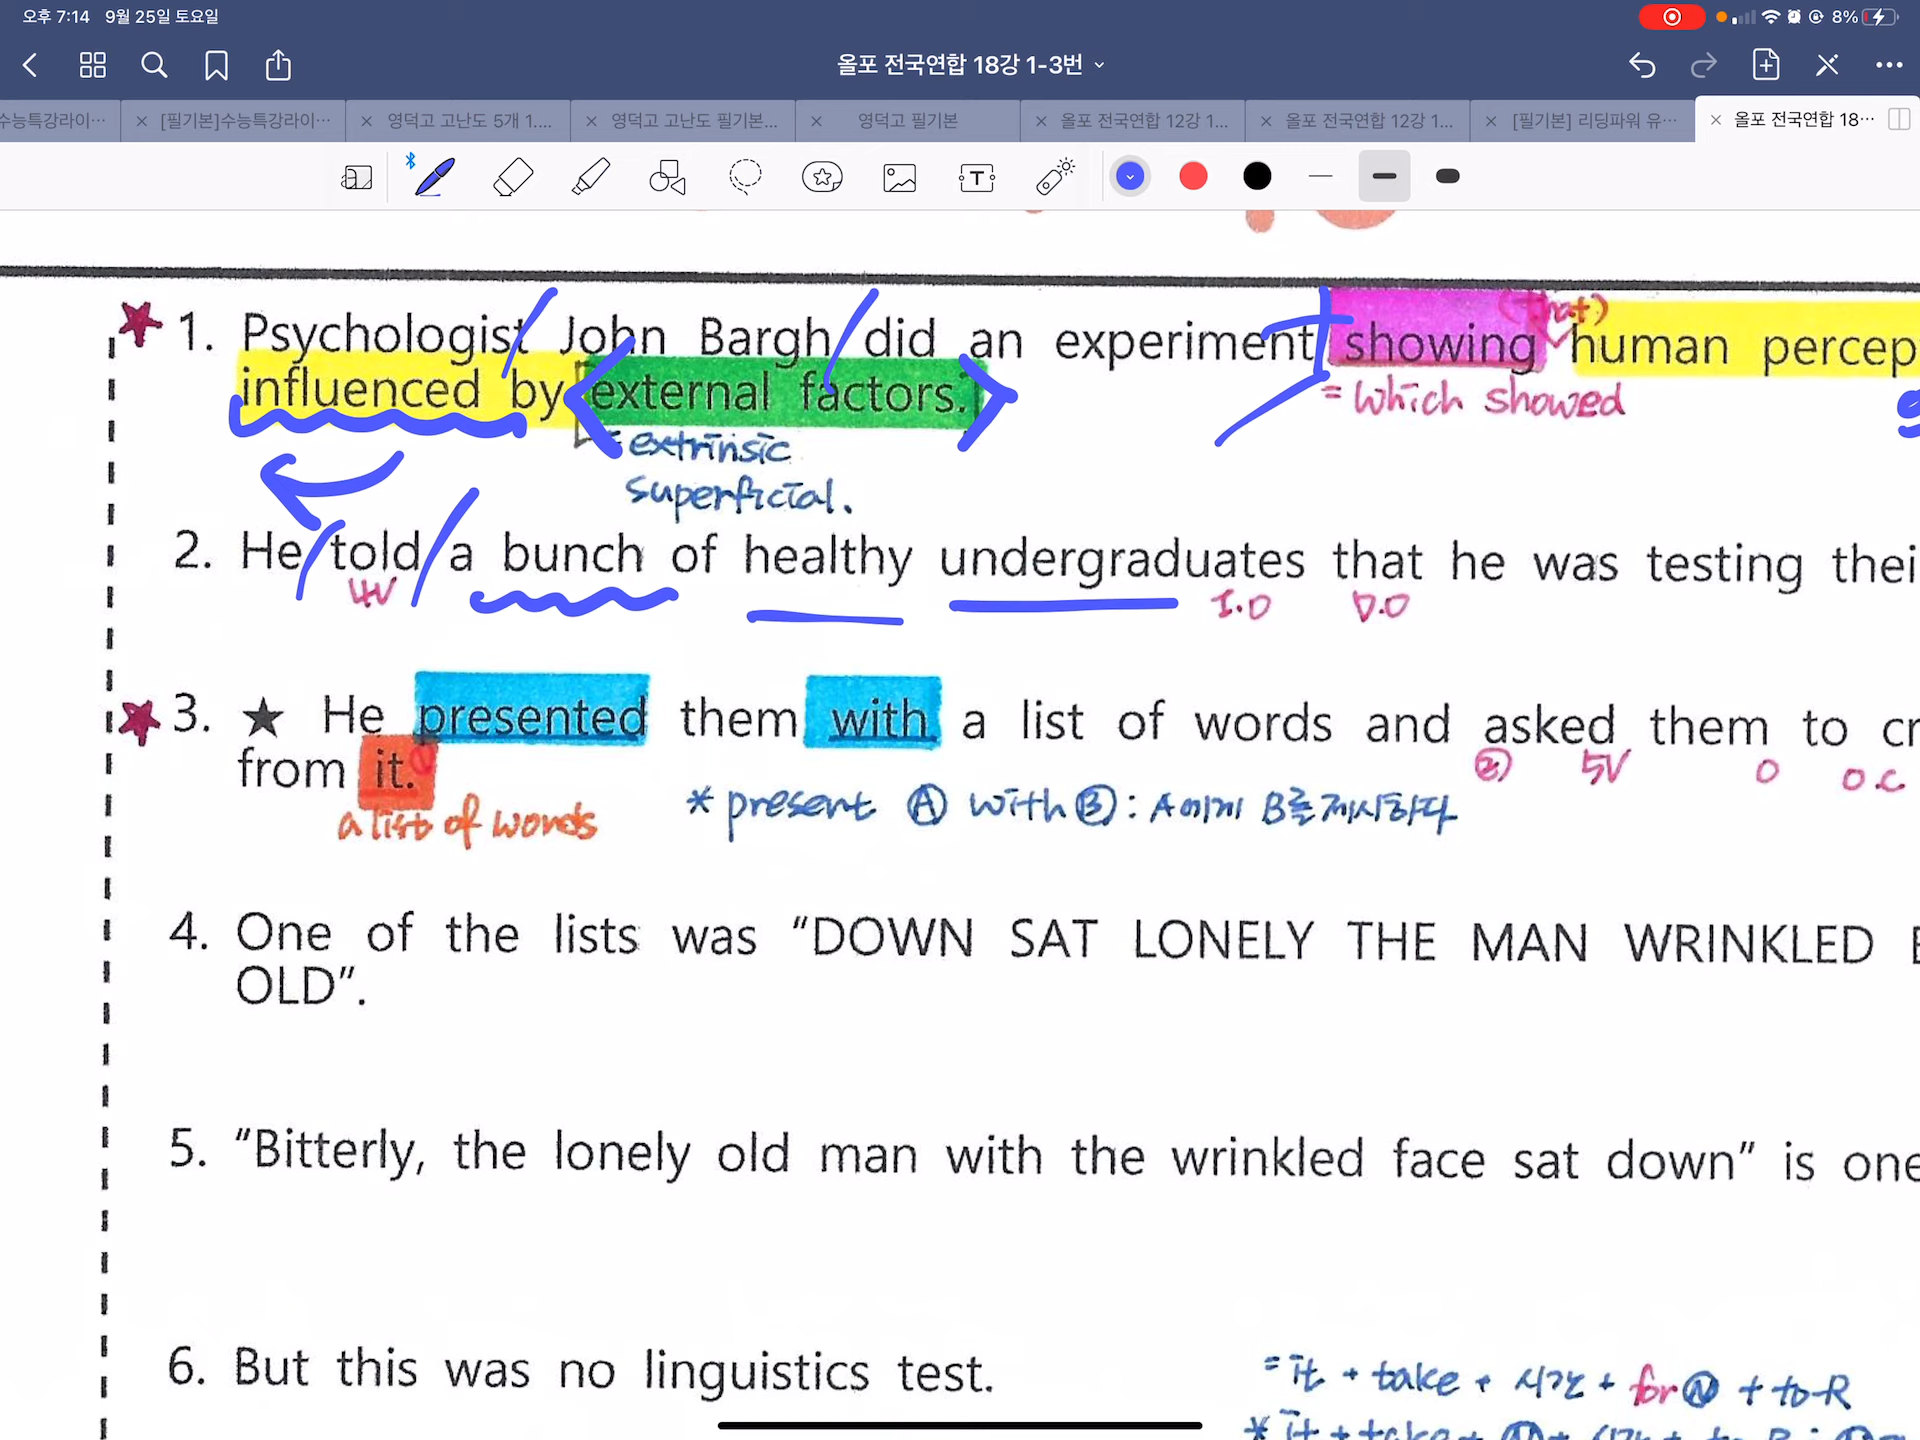 오후 7:14 9월 25일 토요일
8%
올포 전국연합 18강 1-3번
수능특강라이… × [필기본]수능특강라이… × 영덕고 고난도 5개 1.... × 영덕고 고난도 필기본... × 영덕고 필기본 × 올포 전국연합 12강 1... × 올포 전국연합 12강 1... × [필기본] 리딩파워 유… × 올포 전국연합 18…
(that)
1. Psychologist John Bargh did an experiment showing human percep
= which showed
influenced by external factors.
= extrinsic
superficial.
2. He told a bunch of healthy undergraduates that he was testing thei
4V I.O D.O
3. ★ He presented them with a list of words and asked them to cr
② 5V O O.C
from it.
a list of words
* present Ⓐ with Ⓑ : A에게 B를 제시하다
4. One of the lists was “DOWN SAT LONELY THE MAN WRINKLED
OLD”.
5. “Bitterly, the lonely old man with the wrinkled face sat down” is one
6. But this was no linguistics test.
= it + take + 시간 + for Ⓝ + to-R